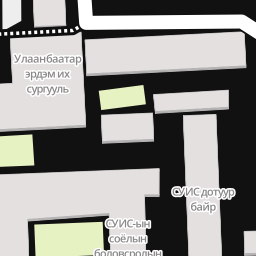 Улаанбаатар
эрдэм их
сургууль
СУИС дотуур
байр
СУИС-ын
соёлын
боловсролын